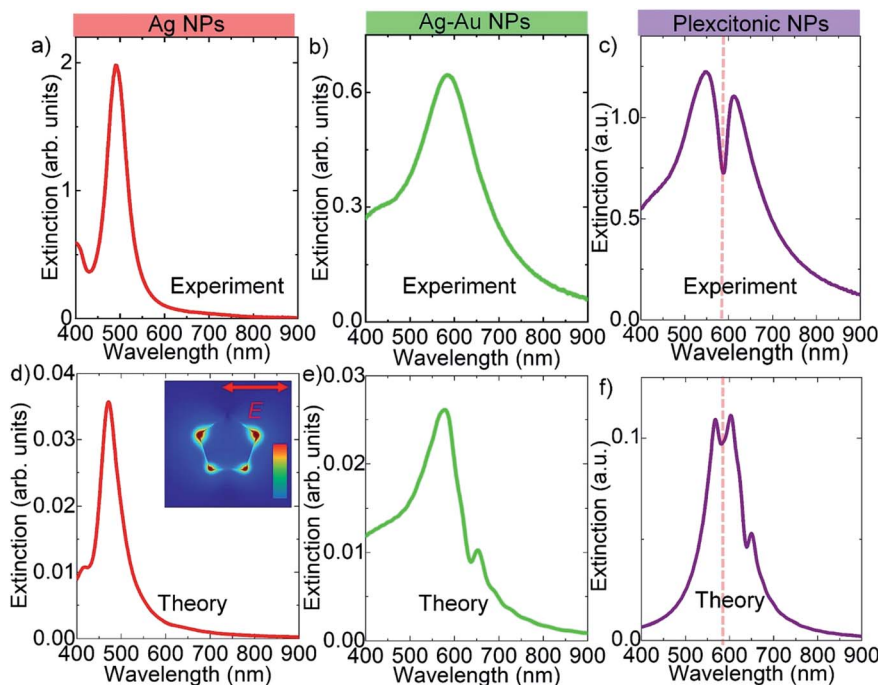 Ag NPs
Ag-Au NPs
Plexcitonic NPs
a)
b)
c)
Extinction (arb. units)
2
1
0
400 500 600 700 800 900
Wavelength (nm)
Experiment
Extinction (arb. units)
0.6
0.3
0.0
400 500 600 700 800 900
Wavelength (nm)
Experiment
Extinction (a.u.)
1.0
0.5
0.0
400 500 600 700 800 900
Wavelength (nm)
Experiment
d)
e)
f)
Extinction (arb. units)
0.04
0.03
0.02
0.01
0.00
400 500 600 700 800 900
Wavelength (nm)
Theory
E
Extinction (arb. units)
0.03
0.02
0.01
0.00
400 500 600 700 800 900
Wavelength (nm)
Theory
Extinction (a.u.)
0.1
0.0
400 500 600 700 800 900
Wavelength (nm)
Theory